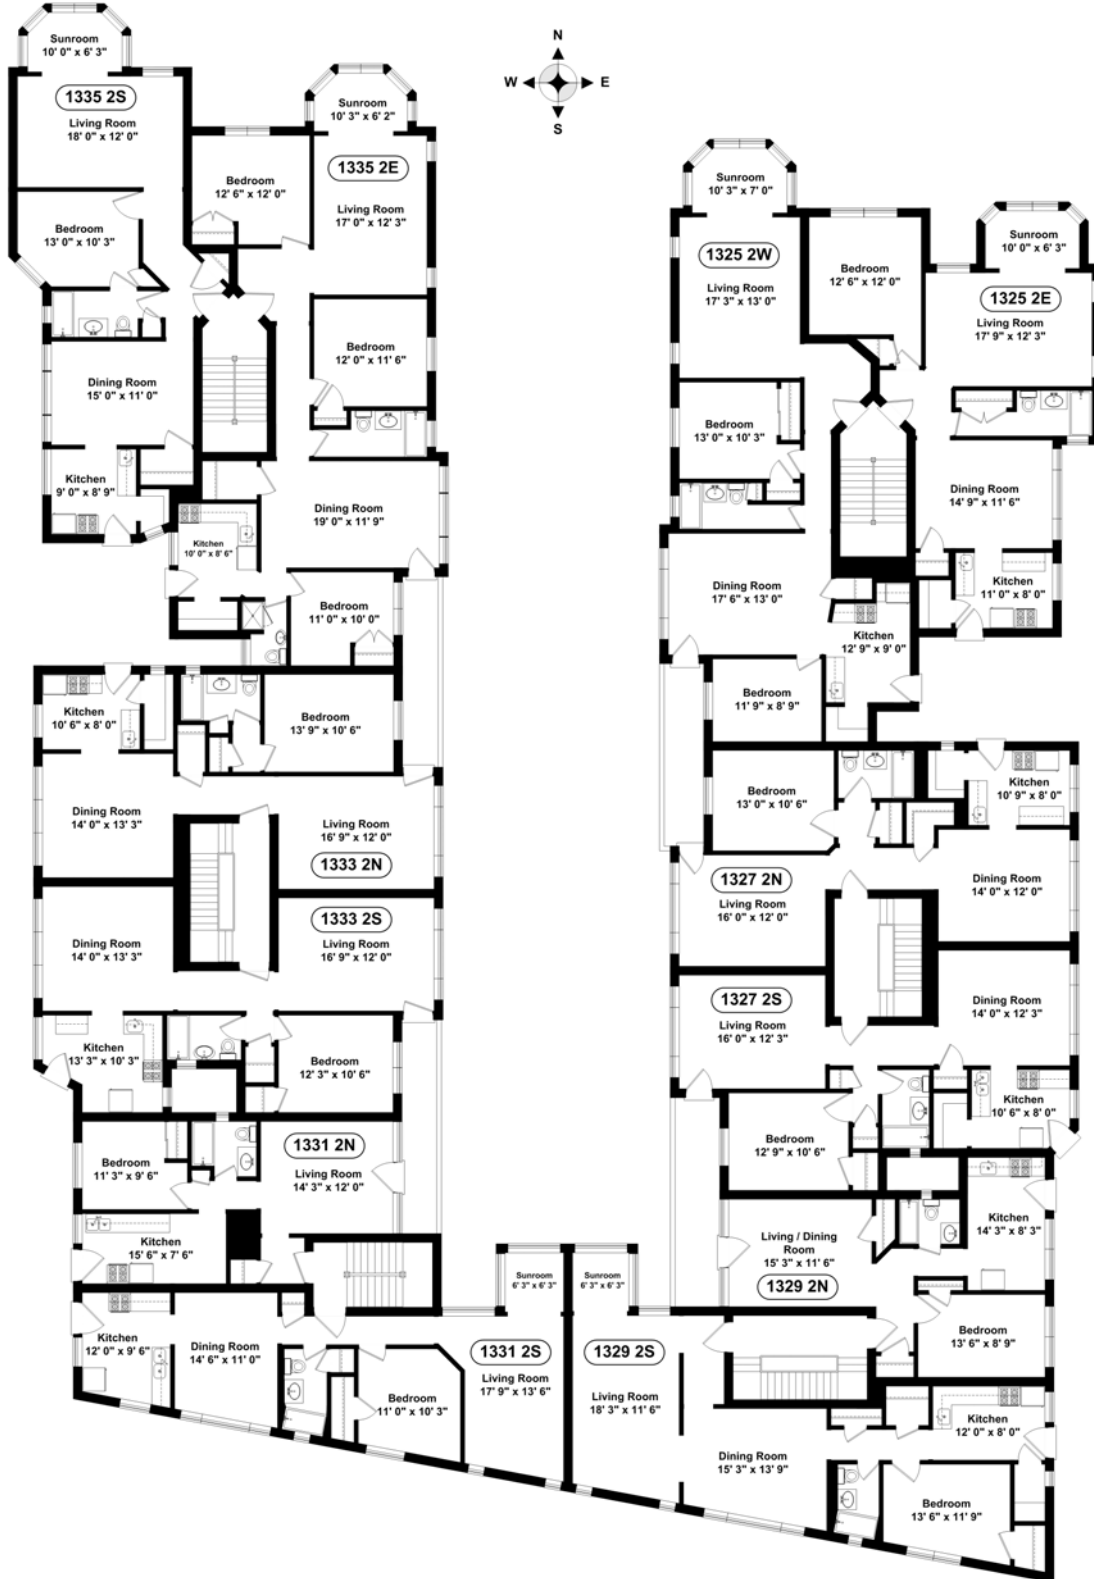 N
W E
S
Sunroom
10' 0" x 6' 3"
1335 2S
Living Room
18' 0" x 12' 0"
Bedroom
13' 0" x 10' 3"
Dining Room
15' 0" x 11' 0"
Kitchen
9' 0" x 8' 9"
Sunroom
10' 3" x 6' 2"
1335 2E
Bedroom
12' 6" x 12' 0"
Living Room
17' 0" x 12' 3"
Bedroom
12' 0" x 11' 6"
Dining Room
19' 0" x 11' 9"
Kitchen
10' 0" x 8' 6"
Bedroom
11' 0" x 10' 0"
Kitchen
10' 6" x 8' 0"
Bedroom
13' 9" x 10' 6"
Dining Room
14' 0" x 13' 3"
Living Room
16' 9" x 12' 0"
1333 2N
1333 2S
Dining Room
14' 0" x 13' 3"
Living Room
16' 9" x 12' 0"
Kitchen
13' 3" x 10' 3"
Bedroom
12' 3" x 10' 6"
1331 2N
Bedroom
11' 3" x 9' 6"
Living Room
14' 3" x 12' 0"
Kitchen
15' 6" x 7' 6"
Kitchen
12' 0" x 9' 6"
Dining Room
14' 6" x 11' 0"
Bedroom
11' 0" x 10' 3"
Sunroom
6' 3" x 6' 3"
1331 2S
Living Room
17' 9" x 13' 6"
Sunroom
10' 3" x 7' 0"
1325 2W
Living Room
17' 3" x 13' 0"
Bedroom
12' 6" x 12' 0"
Bedroom
13' 0" x 10' 3"
Dining Room
17' 6" x 13' 0"
Kitchen
12' 9" x 9' 0"
Bedroom
11' 9" x 8' 9"
Sunroom
10' 0" x 6' 3"
1325 2E
Living Room
17' 9" x 12' 3"
Dining Room
14' 9" x 11' 6"
Kitchen
11' 0" x 8' 0"
Bedroom
13' 0" x 10' 6"
Kitchen
10' 9" x 8' 0"
1327 2N
Living Room
16' 0" x 12' 0"
Dining Room
14' 0" x 12' 0"
1327 2S
Living Room
16' 0" x 12' 3"
Dining Room
14' 0" x 12' 3"
Kitchen
10' 6" x 8' 0"
Bedroom
12' 9" x 10' 6"
Living / Dining
Room
15' 3" x 11' 6"
1329 2N
Kitchen
14' 3" x 8' 3"
Bedroom
13' 6" x 8' 9"
Sunroom
6' 3" x 6' 3"
1329 2S
Living Room
18' 3" x 11' 6"
Dining Room
15' 3" x 13' 9"
Kitchen
12' 0" x 8' 0"
Bedroom
13' 6" x 11' 9"